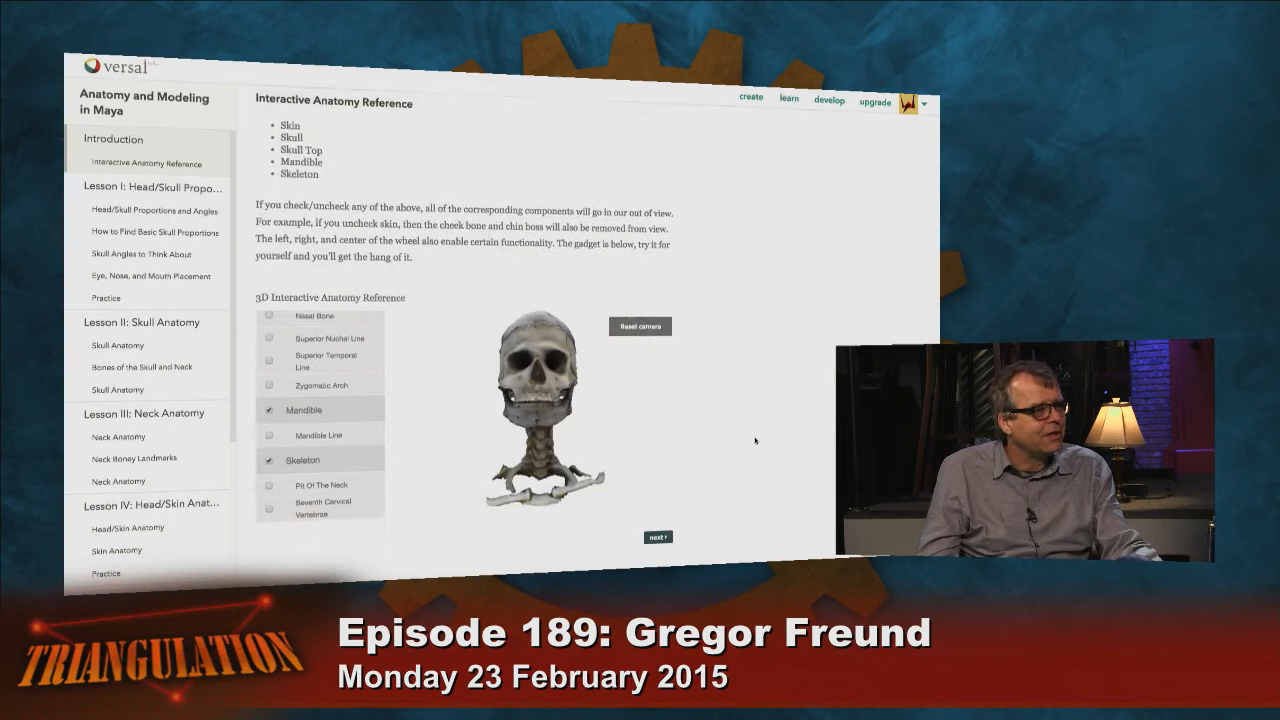 versal
Anatomy and Modeling
in Maya
Introduction
Interactive Anatomy Reference
Lesson I: Head/Skull Propo...
Head/Skull Proportions and Angles
How to Find Basic Skull Proportions
Skull Angles to Think About
Eye, Nose, and Mouth Placement
Practice
Lesson II: Skull Anatomy
Skull Anatomy
Bones of the Skull and Neck
Skull Anatomy
Lesson III: Neck Anatomy
Neck Anatomy
Neck Boney Landmarks
Neck Anatomy
Lesson IV: Head/Skin Anat...
Head/Skin Anatomy
Skin Anatomy
Practice
create learn develop upgrade
Interactive Anatomy Reference
• Skin
• Skull
• Skull Top
• Mandible
• Skeleton
If you check/uncheck any of the above, all of the corresponding components will go in our out of view.
For example, if you uncheck skin, then the cheek bone and chin boss will also be removed from view.
The left, right, and center of the wheel also enable certain functionality. The gadget is below, try it for
yourself and you'll get the hang of it.
3D Interactive Anatomy Reference
Nasal Bone
Superior Nuchal Line
Superior Temporal
Line
Zygomatic Arch
Mandible
Mandible Line
Skeleton
Pit Of The Neck
Seventh Cervical
Vertebrae
Reset camera
next
TRIANGULATION
Episode 189: Gregor Freund
Monday 23 February 2015